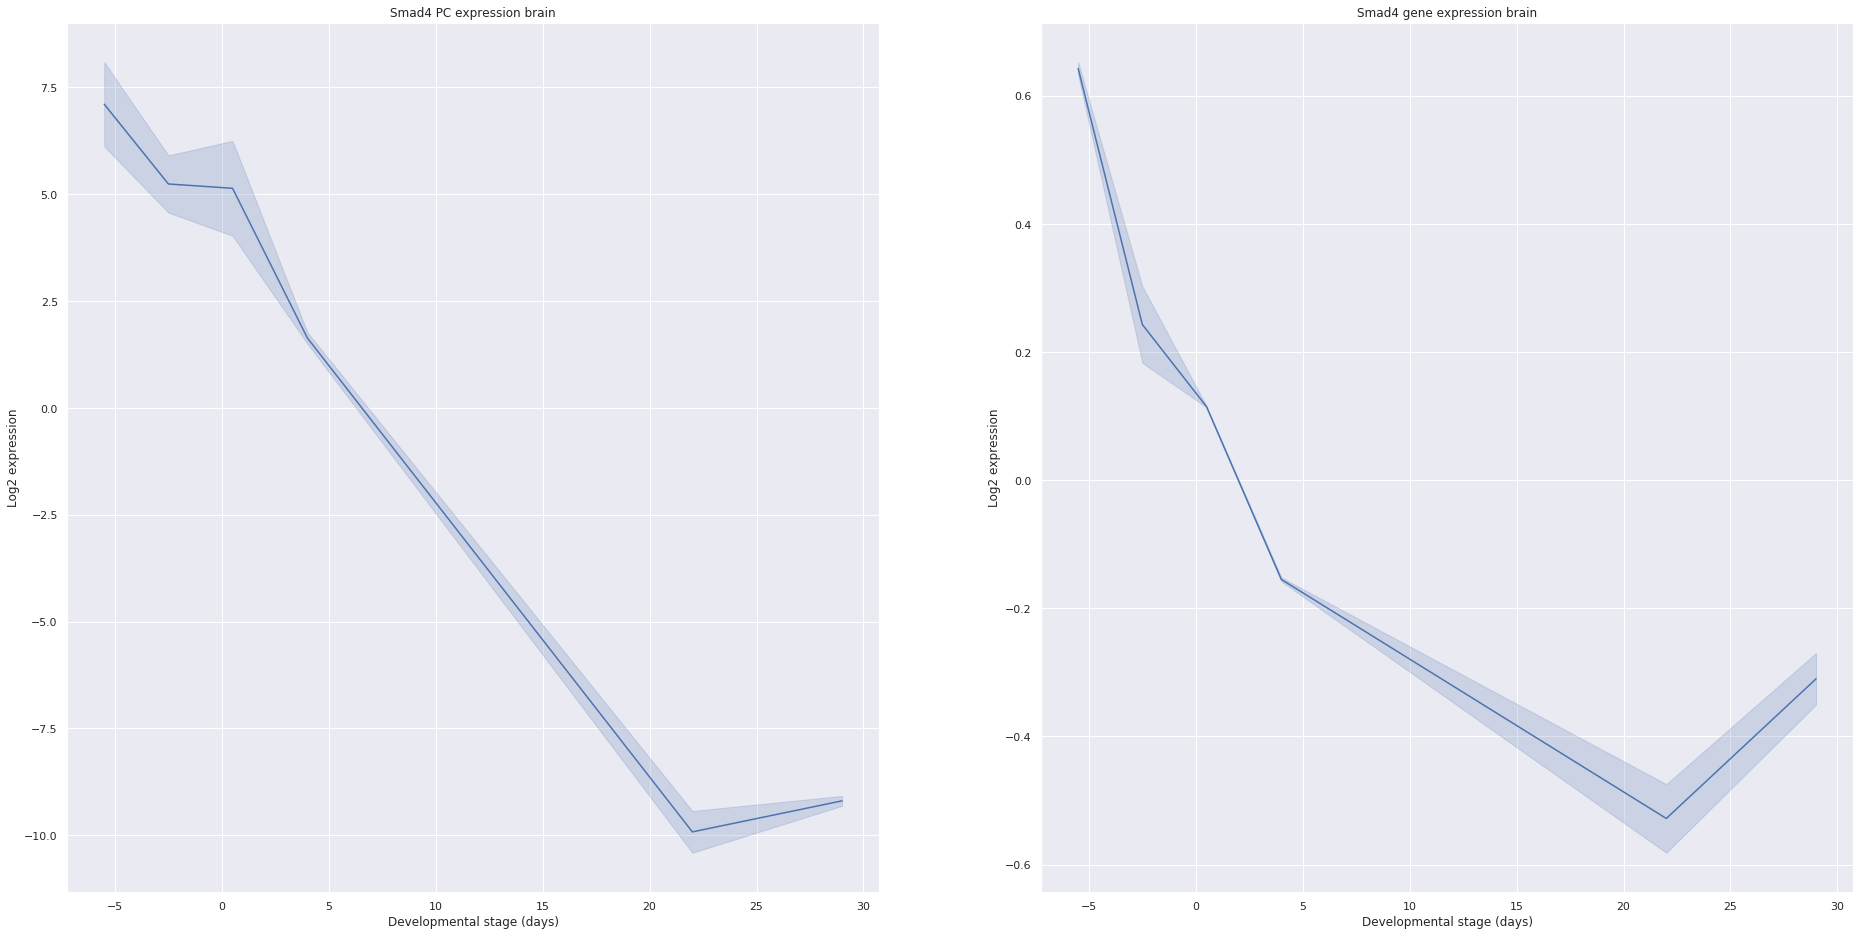 Smad4 PC expression brain
7.5
5.0
2.5
0.0
−2.5
−5.0
−7.5
−10.0
Log2 expression
−5 0 5 10 15 20 25 30
Developmental stage (days)
Smad4 gene expression brain
0.6
0.4
0.2
0.0
−0.2
−0.4
−0.6
Log2 expression
−5 0 5 10 15 20 25 30
Developmental stage (days)